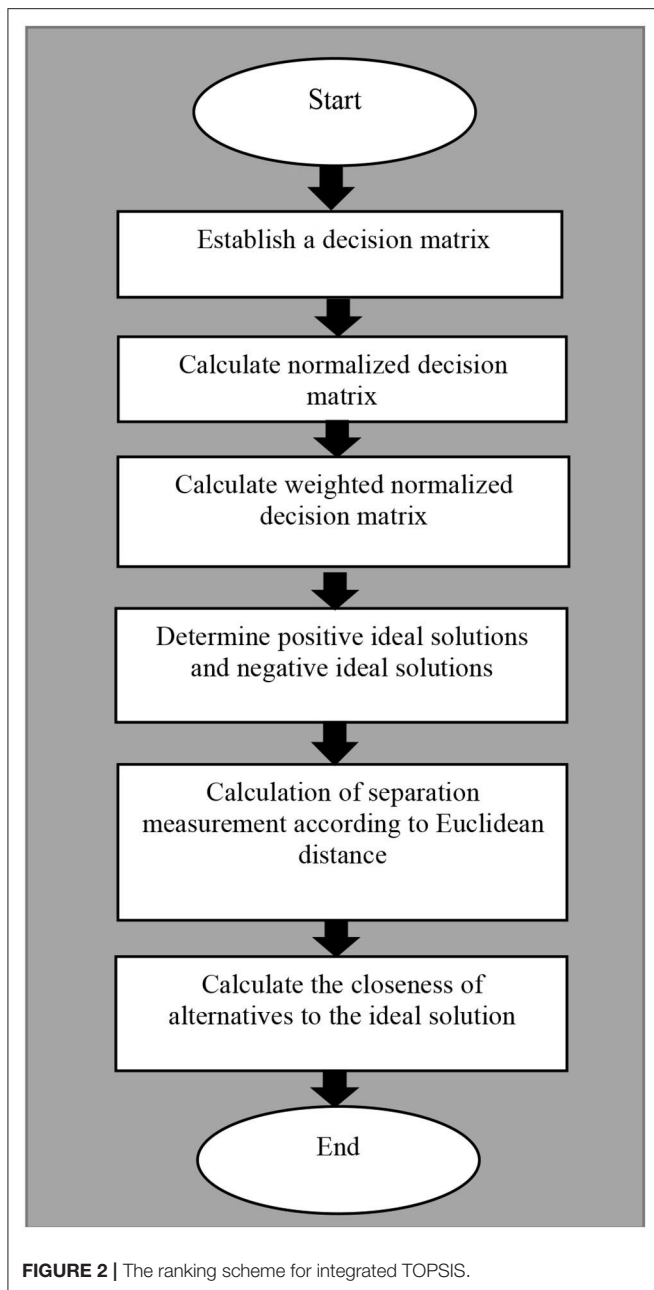 Start
Establish a decision matrix
Calculate normalized decision
matrix
Calculate weighted normalized
decision matrix
Determine positive ideal solutions
and negative ideal solutions
Calculation of separation
measurement according to Euclidean
distance
Calculate the closeness of
alternatives to the ideal solution
End
FIGURE 2 | The ranking scheme for integrated TOPSIS.